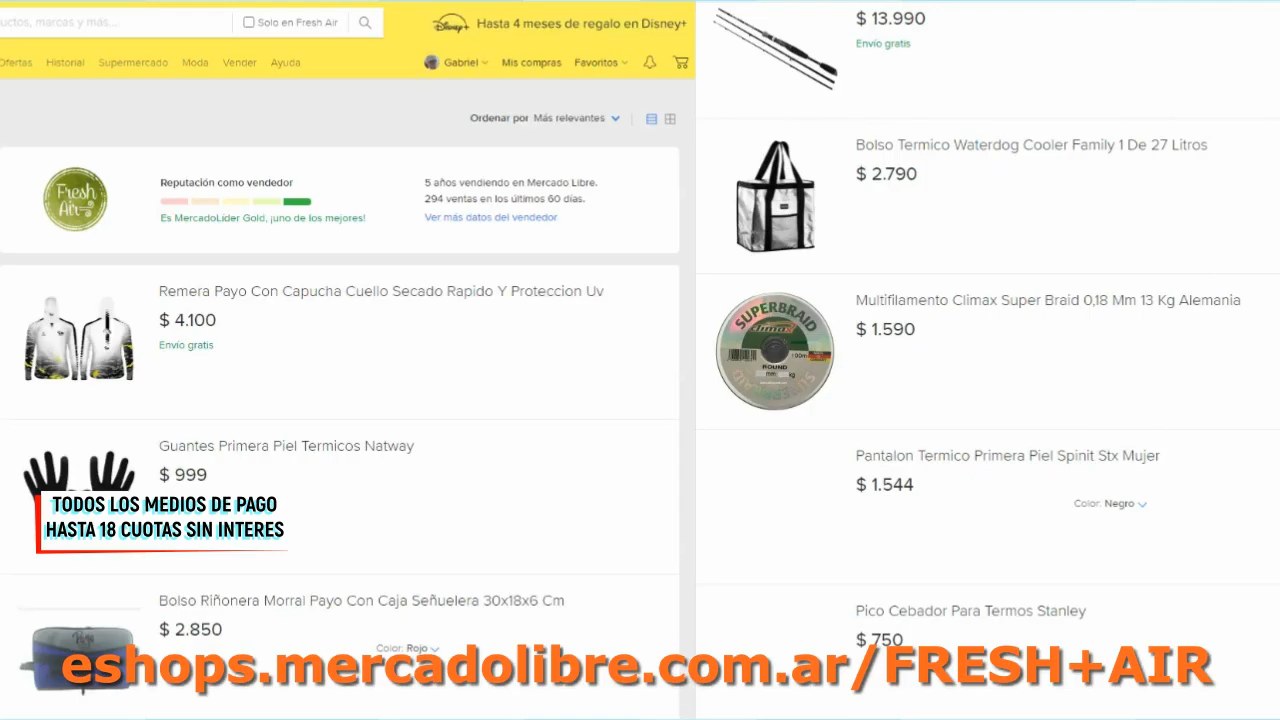 uctos, marcas y más...
Solo en Fresh Air
Disney+
Hasta 4 meses de regalo en Disney+
Ofertas Historial Supermercado Moda Vender Ayuda
Gabriel Mis compras Favoritos
Ordenar por Más relevantes
Fresh
Air
Reputación como vendedor
Es MercadoLíder Gold, ¡uno de los mejores!
5 años vendiendo en Mercado Libre.
294 ventas en los últimos 60 días.
Ver más datos del vendedor
Remera Payo Con Capucha Cuello Secado Rapido Y Proteccion Uv
$ 4.100
Envío gratis
Guantes Primera Piel Termicos Natway
$ 999
TODOS LOS MEDIOS DE PAGO
HASTA 18 CUOTAS SIN INTERES
Bolso Riñonera Morral Payo Con Caja Señuelera 30x18x6 Cm
$ 2.850
Color: Rojo
Payo
$ 13.990
Envío gratis
Bolso Termico Waterdog Cooler Family 1 De 27 Litros
$ 2.790
Multifilamento Climax Super Braid 0,18 Mm 13 Kg Alemania
$ 1.590
SUPERBRAID
climax
100m
ROUND
Pantalon Termico Primera Piel Spinit Stx Mujer
$ 1.544
Color: Negro
Pico Cebador Para Termos Stanley
$ 750
eshops.mercadolibre.com.ar/FRESH+AIR